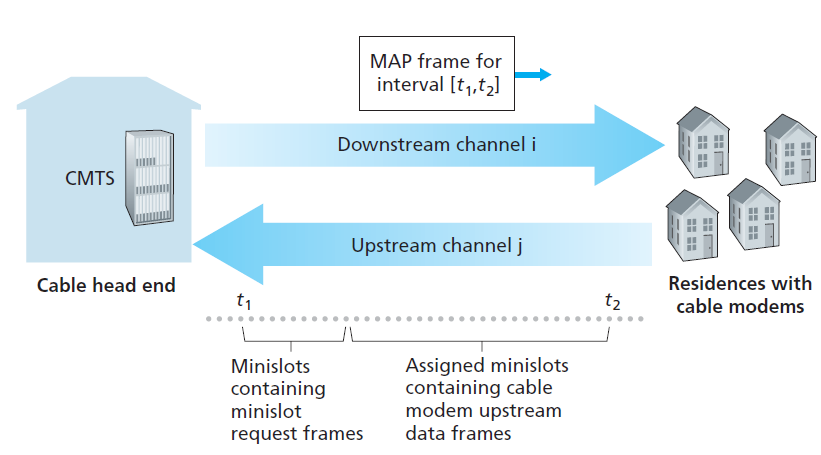 MAP frame for
interval [t₁,t₂]
Downstream channel i
CMTS
Upstream channel j
Cable head end
Residences with
cable modems
t₁
t₂
Minislots
containing
minislot
request frames
Assigned minislots
containing cable
modem upstream
data frames